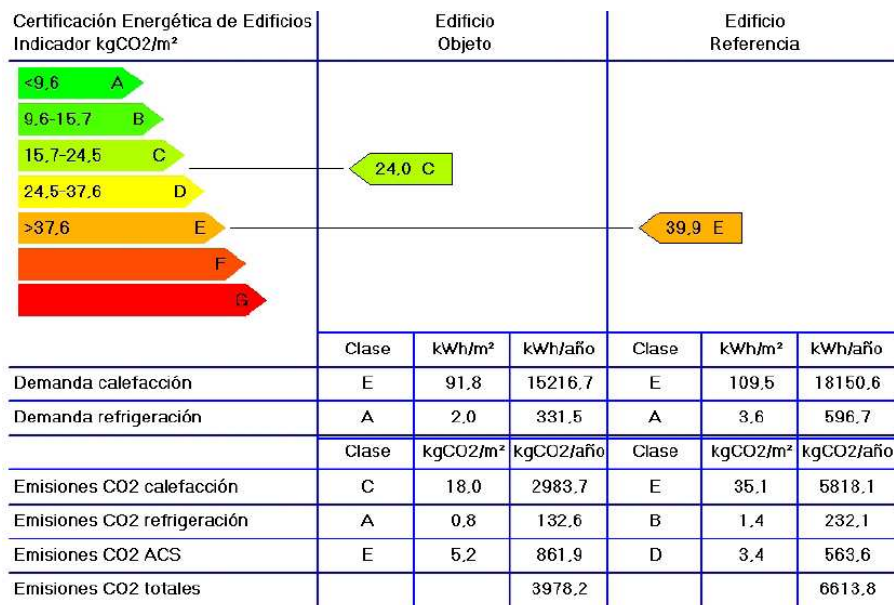 Certificación Energética de Edificios
Indicador kgCO2/m²
Edificio
Objeto
Edificio
Referencia
<9,6 A
9,6-15,7 B
15,7-24,5 C
24,0 C
24,5-37,6 D
>37,6 E
39,9 E
F
G
Clase kWh/m² kWh/año Clase kWh/m² kWh/año
Demanda calefacción E 91,8 15216,7 E 109,5 18150,6
Demanda refrigeración A 2,0 331,5 A 3,6 596,7
Clase kgCO2/m² kgCO2/año Clase kgCO2/m² kgCO2/año
Emisiones CO2 calefacción C 18,0 2983,7 E 35,1 5818,1
Emisiones CO2 refrigeración A 0,8 132,6 B 1,4 232,1
Emisiones CO2 ACS E 5,2 861,9 D 3,4 563,6
Emisiones CO2 totales 3978,2 6613,8